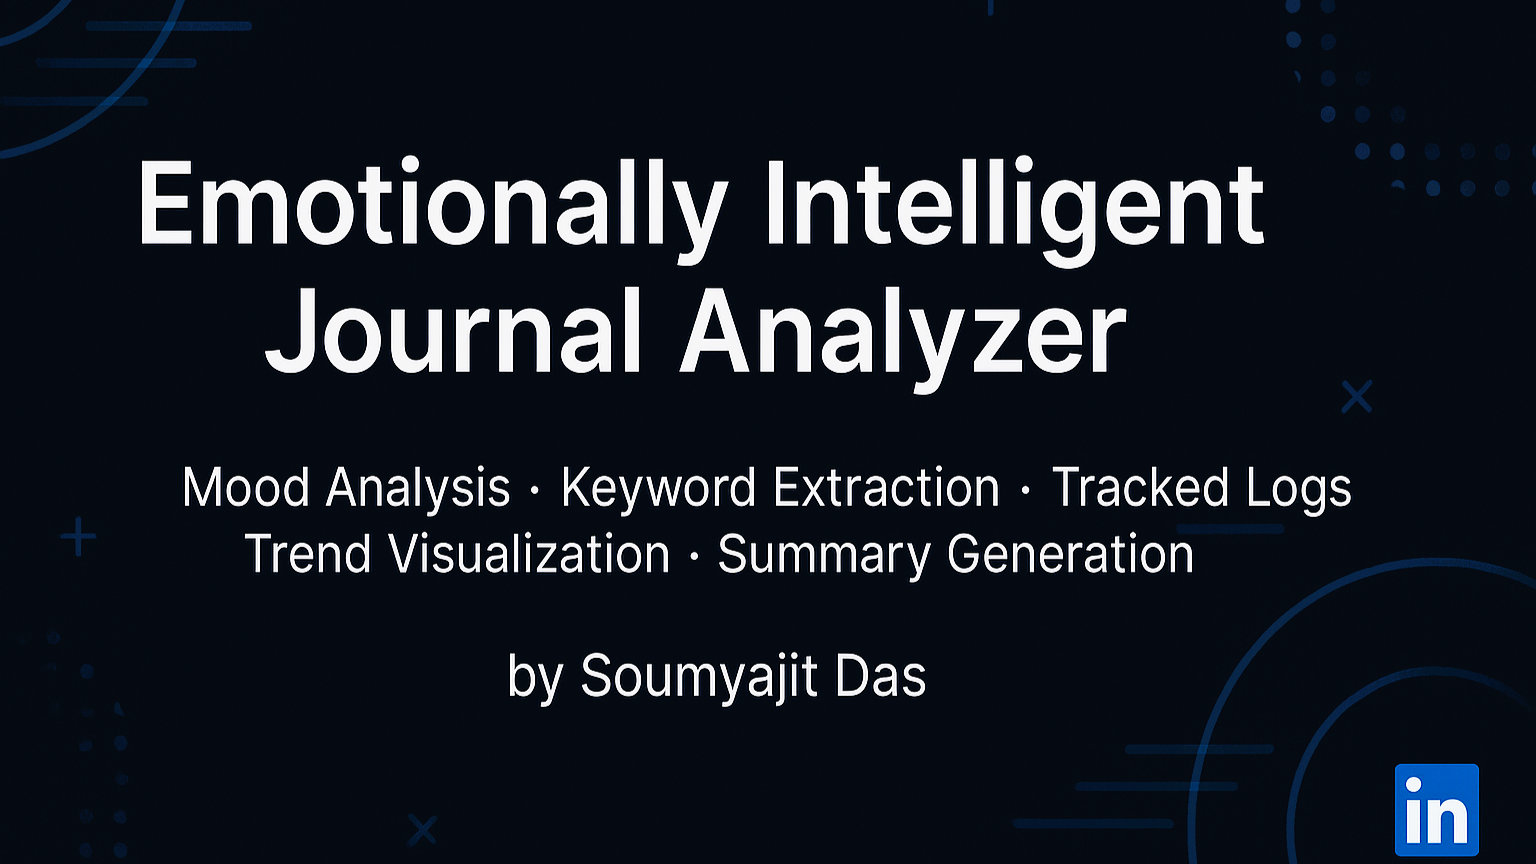 Emotionally Intelligent
Journal Analyzer
Mood Analysis · Keyword Extraction · Tracked Logs
Trend Visualization · Summary Generation
by Soumyajit Das
in